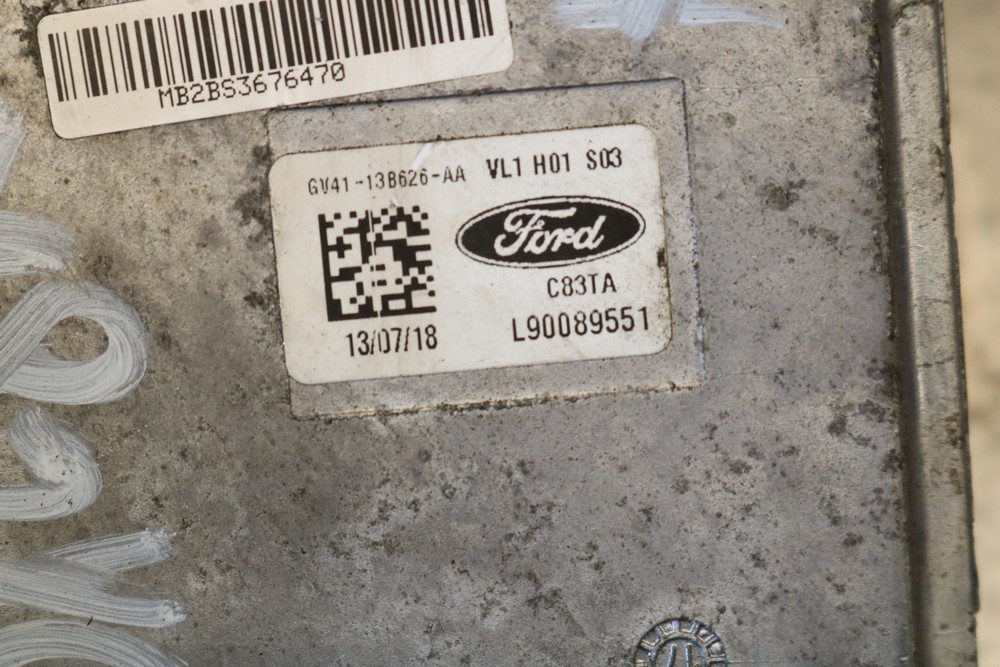 MB2BS3676470
GV41-13B626-AA VL1 H01 S03
Ford
C83TA
13/07/18 L90089551